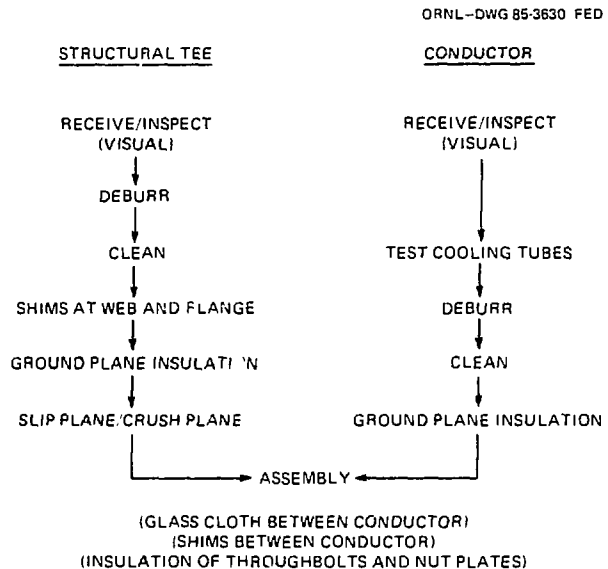 ORNL-DWG 85-3630 FED
STRUCTURAL TEE
CONDUCTOR
RECEIVE/INSPECT
(VISUAL)
RECEIVE/INSPECT
(VISUAL)
DEBURR
CLEAN
TEST COOLING TUBES
SHIMS AT WEB AND FLANGE
DEBURR
GROUND PLANE INSULATI 'N
CLEAN
SLIP PLANE/CRUSH PLANE
GROUND PLANE INSULATION
ASSEMBLY
(GLASS CLOTH BETWEEN CONDUCTOR)
(SHIMS BETWEEN CONDUCTOR)
(INSULATION OF THROUGHBOLTS AND NUT PLATES)